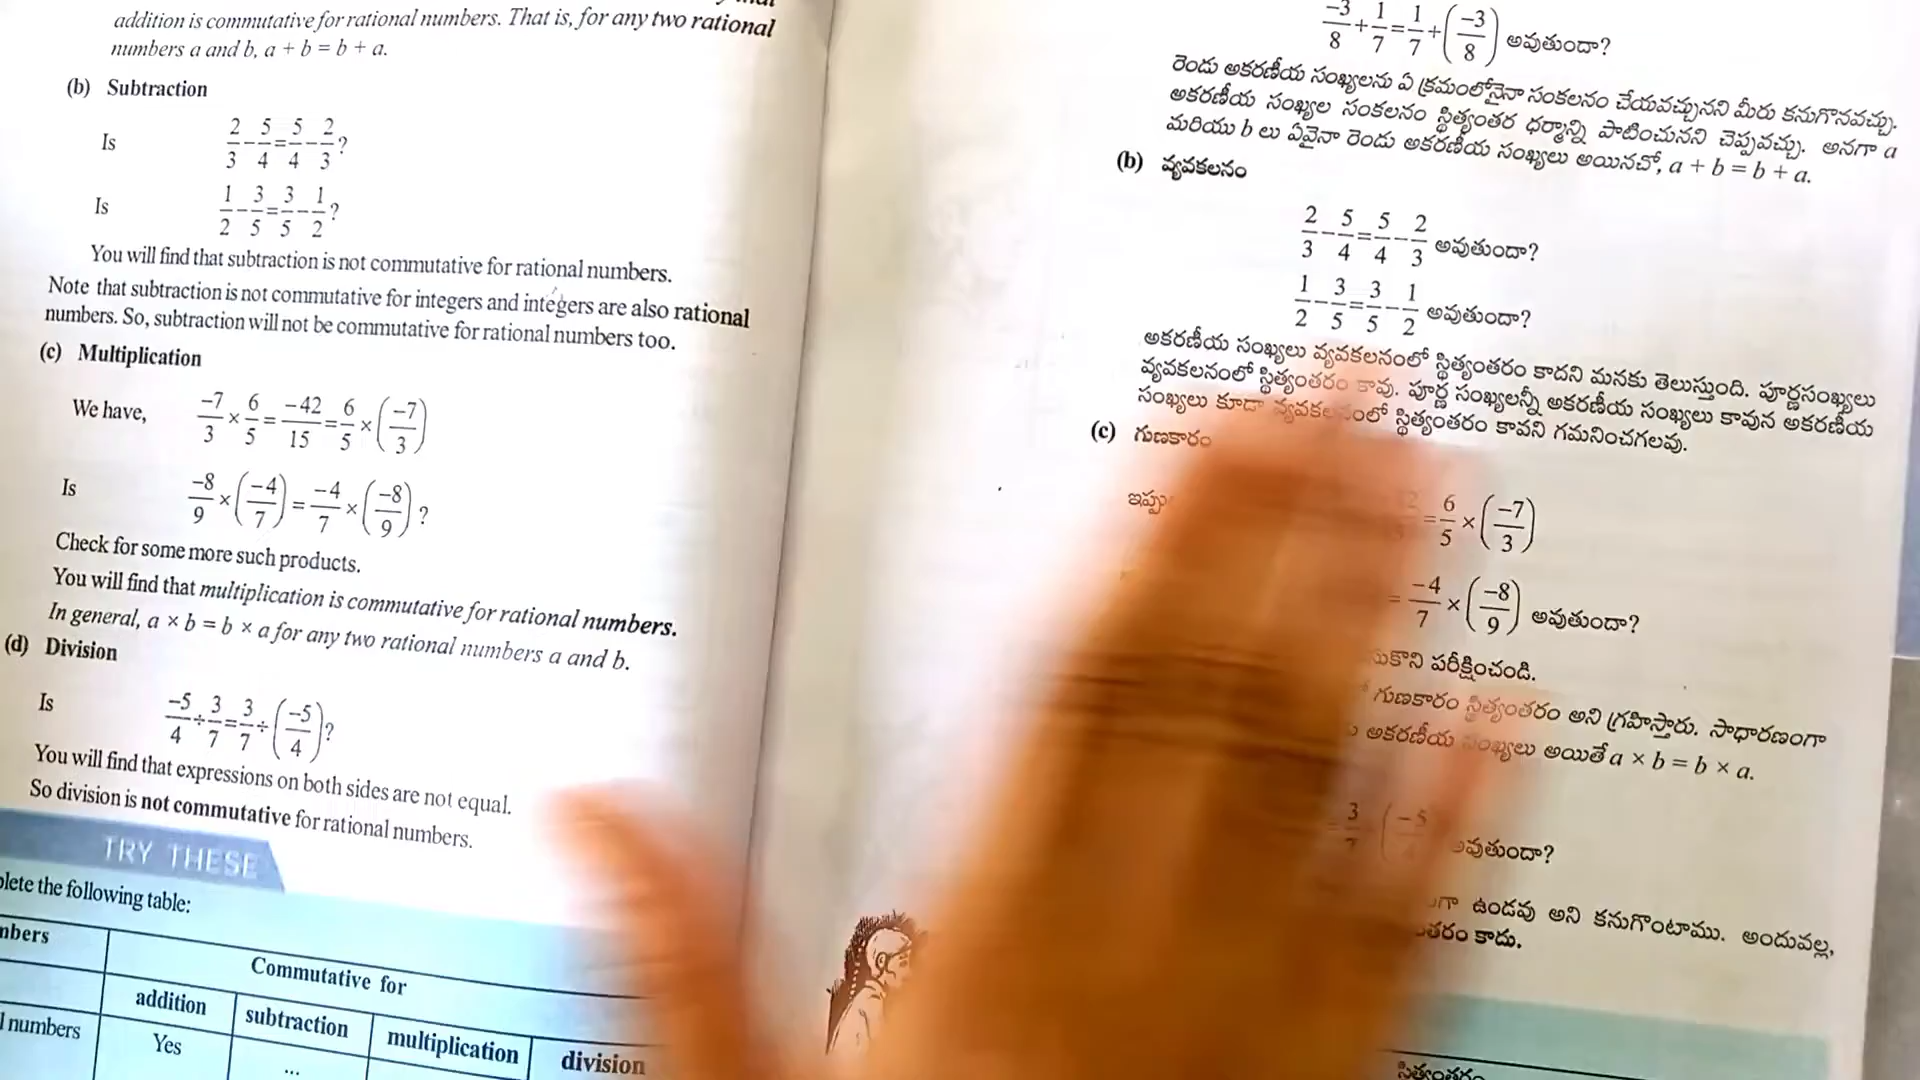 addition is commutative for rational numbers. That is, for any two rational
numbers a and b, a + b = b + a.
(b) Subtraction
Is 2/3 − 5/4 = 5/4 − 2/3 ?
Is 1/2 − 3/5 = 3/5 − 1/2 ?
You will find that subtraction is not commutative for rational numbers.
Note that subtraction is not commutative for integers and integers are also rational
numbers. So, subtraction will not be commutative for rational numbers too.
(c) Multiplication
We have, −7/3 × 6/5 = −42/15 = 6/5 × (−7/3)
Is −8/9 × (−4/7) = −4/7 × (−8/9) ?
Check for some more such products.
You will find that multiplication is commutative for rational numbers.
In general, a × b = b × a for any two rational numbers a and b.
(d) Division
Is −5/4 ÷ 3/7 = 3/7 ÷ (−5/4) ?
You will find that expressions on both sides are not equal.
So division is not commutative for rational numbers.
TRY THESE
the following table:
Commutative for
numbers
addition subtraction multiplication division
Yes ...
−3/8 + 1/7 = 1/7 + (−3/8) అవుతుందా?
రెండు అకరణీయ సంఖ్యలను ఏ క్రమంలోనైనా సంకలనం చేయవచ్చునని మీరు కనుగొనవచ్చు.
అకరణీయ సంఖ్యల సంకలనం స్థిత్యంతర ధర్మాన్ని పాటించునని చెప్పవచ్చు. అనగా a
మరియు b లు ఏవైనా రెండు అకరణీయ సంఖ్యలు అయినచో, a + b = b + a.
(b) వ్యవకలనం
2/3 − 5/4 = 5/4 − 2/3 అవుతుందా?
1/2 − 3/5 = 3/5 − 1/2 అవుతుందా?
అకరణీయ సంఖ్యలు వ్యవకలనంలో స్థిత్యంతరం కాదని మనకు తెలుస్తుంది. పూర్ణసంఖ్యలు
వ్యవకలనంలో స్థిత్యంతరం కావు. పూర్ణ సంఖ్యలన్నీ అకరణీయ సంఖ్యలు కావున అకరణీయ
సంఖ్యలు కూడా వ్యవకలనంలో స్థిత్యంతరం కావని గమనించగలవు.
(c) గుణకారం
= 6/5 × (−7/3)
= −4/7 × (−8/9) అవుతుందా?
పరీక్షించండి.
గుణకారం స్థిత్యంతరం అని గ్రహిస్తారు. సాధారణంగా
అకరణీయ సంఖ్యలు అయితే a × b = b × a.
3/7 అవుతుందా?
ఉండవు అని కనుగొంటాము. అందువల్ల,
కాదు.